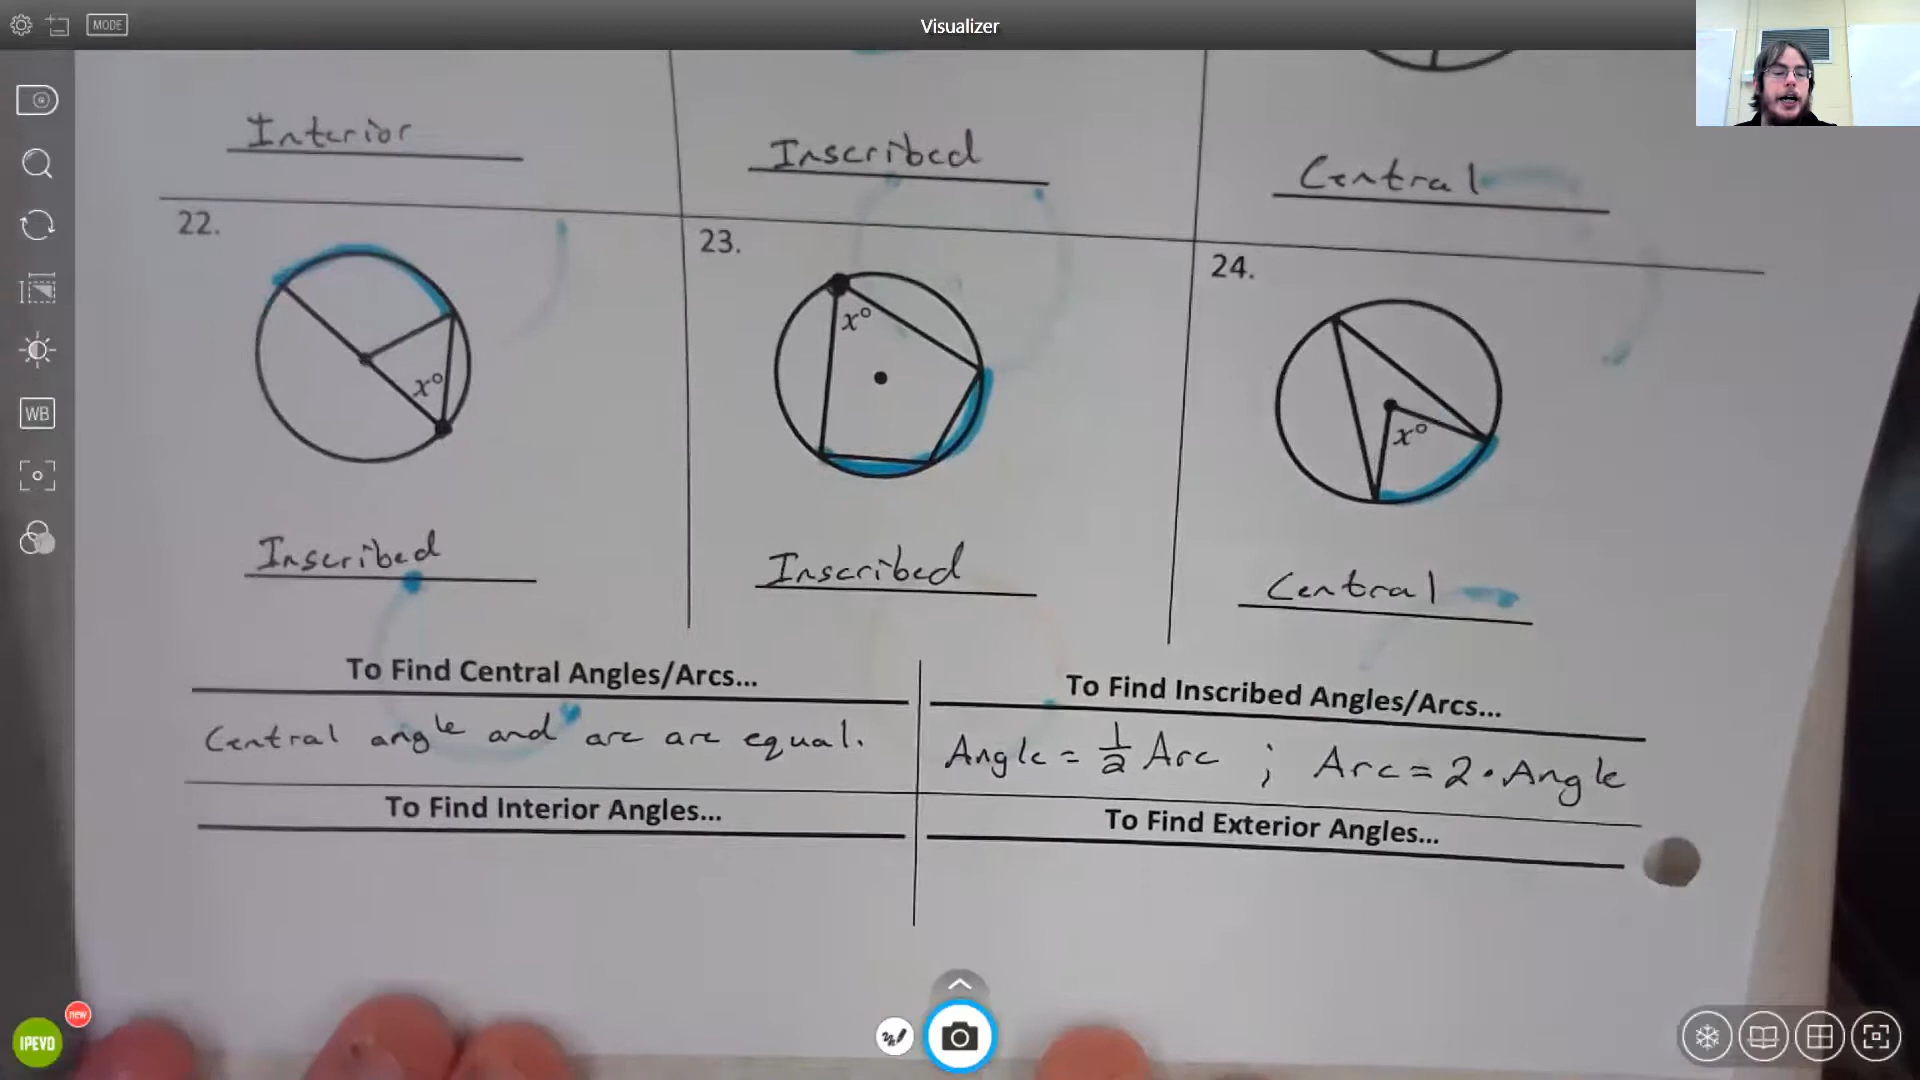 MODE
Visualizer
WB
Interior
Inscribed
Central
22.
x°
23.
x°
24.
x°
Inscribed
Inscribed
Central
To Find Central Angles/Arcs...
Central angle and arc are equal.
To Find Inscribed Angles/Arcs...
Angle = 1/2 Arc ; Arc = 2 · Angle
To Find Interior Angles...
To Find Exterior Angles...
new
IPEVO